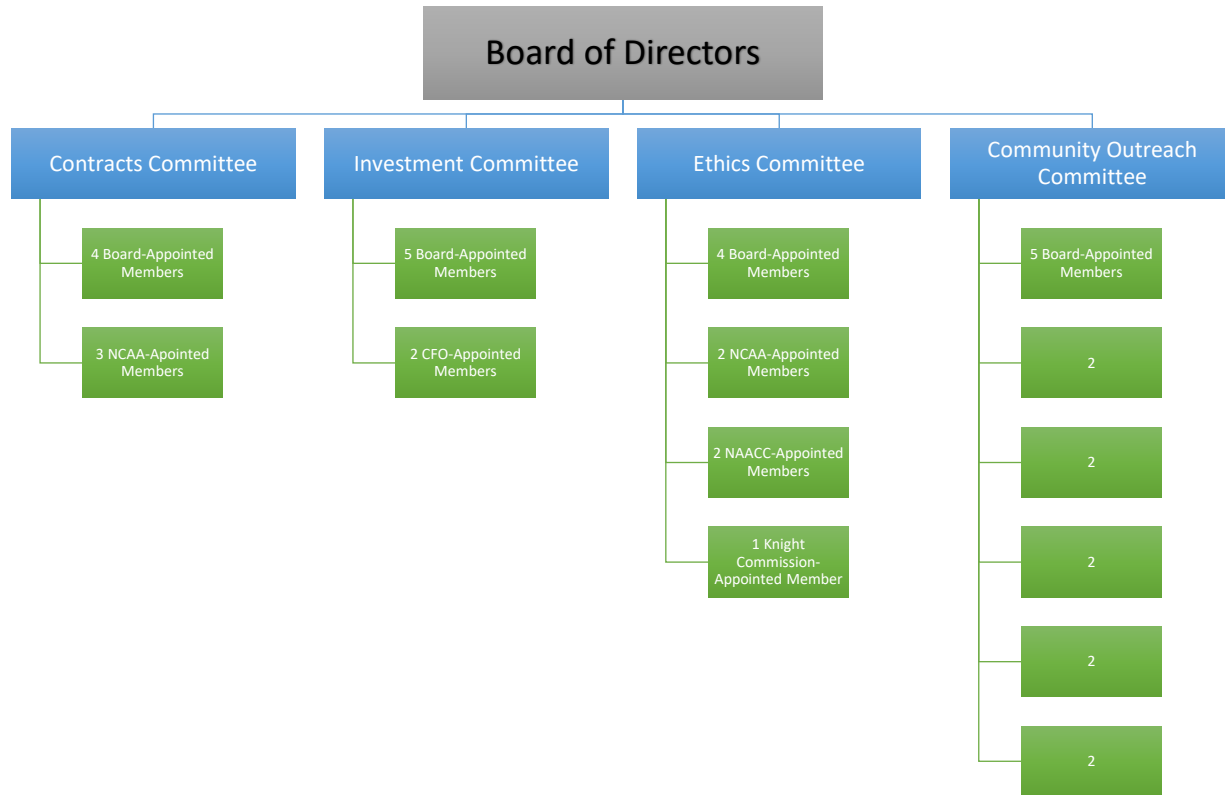 Board of Directors
Contracts Committee
4 Board-Appointed
Members
3 NCAA-Apointed
Members
Investment Committee
5 Board-Appointed
Members
2 CFO-Appointed
Members
Ethics Committee
4 Board-Appointed
Members
2 NCAA-Appointed
Members
2 NAACC-Appointed
Members
1 Knight
Commission-
Appointed Member
Community Outreach
Committee
5 Board-Appointed
Members
2
2
2
2
2